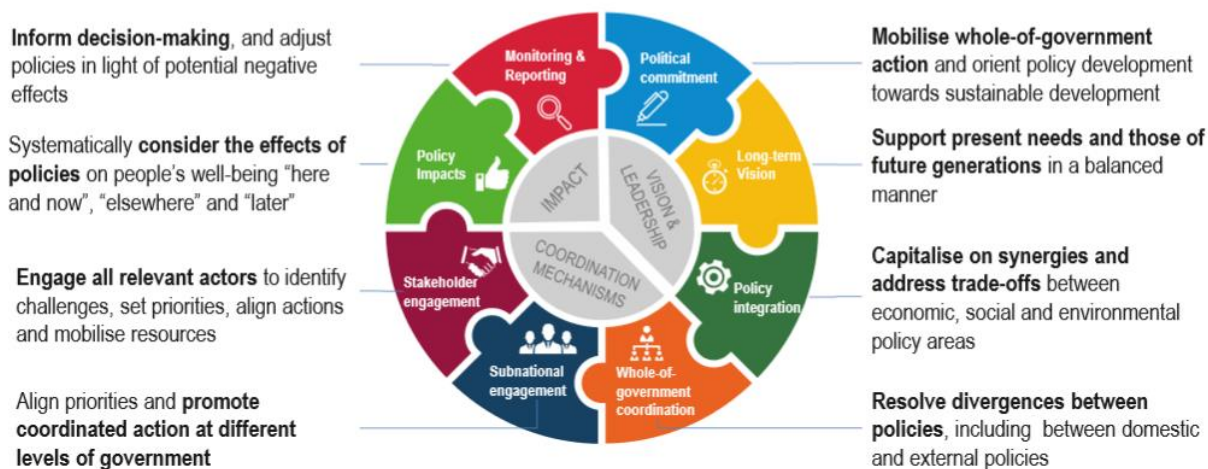 Inform decision-making, and adjust
policies in light of potential negative
effects
Systematically consider the effects of
policies on people's well-being “here
and now”, “elsewhere” and “later”
Engage all relevant actors to identify
challenges, set priorities, align actions
and mobilise resources
Align priorities and promote
coordinated action at different
levels of government
Monitoring &
Reporting
Political
commitment
Policy
Impacts
Long-term
Vision
IMPACT
VISION &
LEADERSHIP
COORDINATION
MECHANISMS
Stakeholder
engagement
Policy
integration
Subnational
engagement
Whole-of-
government
coordination
Mobilise whole-of-government
action and orient policy development
towards sustainable development
Support present needs and those of
future generations in a balanced
manner
Capitalise on synergies and
address trade-offs between
economic, social and environmental
policy areas
Resolve divergences between
policies, including between domestic
and external policies